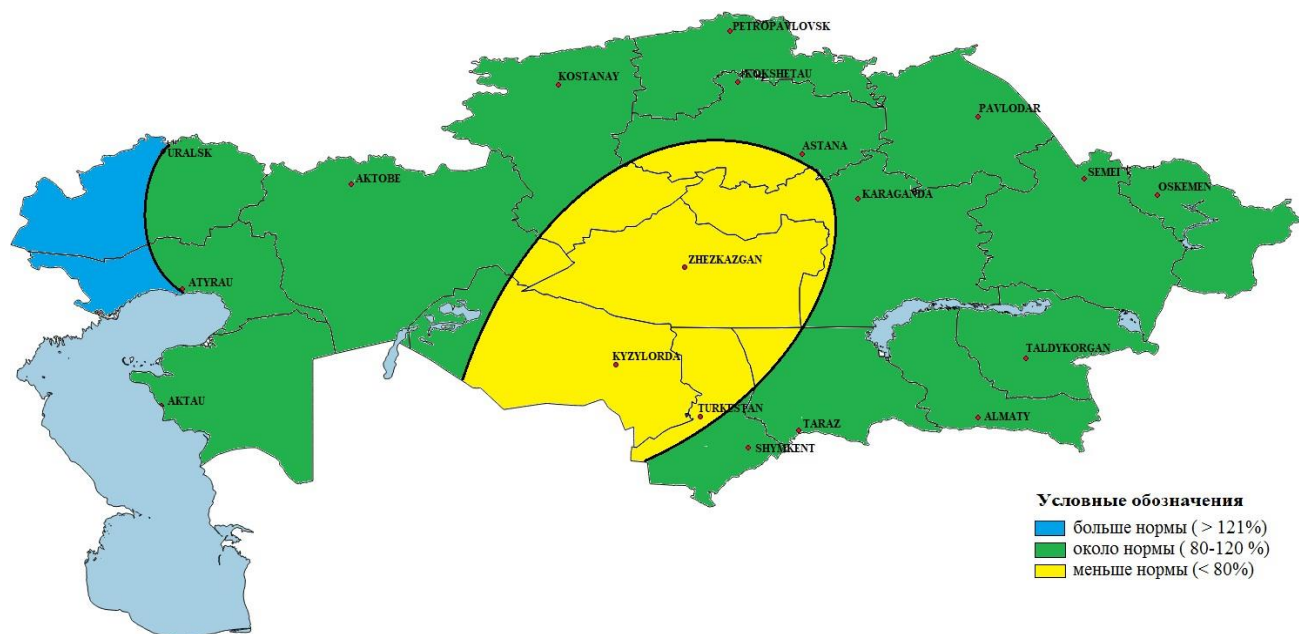 PETROPAVLOVSK
KOSTANAY
KOKSHETAU
PAVLODAR
URALSK
ASTANA
AKTOBE
SEMEI
OSKEMEN
KARAGANDA
ZHEZKAZGAN
ATYRAU
KYZYLORDA
TALDYKORGAN
AKTAU
TURKESTAN
TARAZ
ALMATY
SHYMKENT
Условные обозначения
больше нормы ( > 121%)
около нормы ( 80-120 %)
меньше нормы (< 80%)